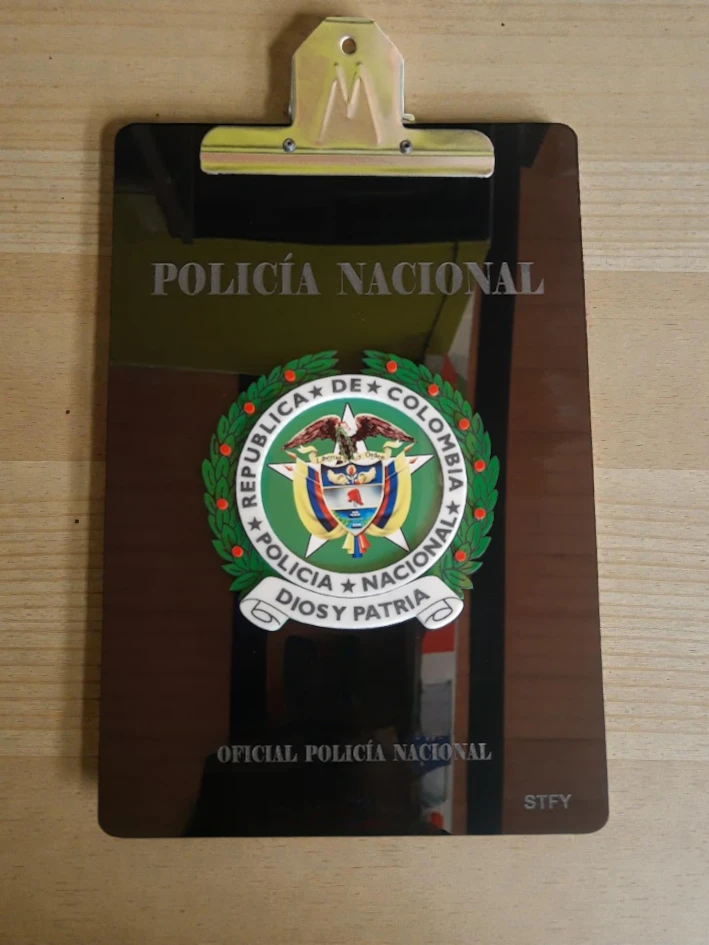 M
POLICÍA NACIONAL
REPUBLICA ★ DE ★ COLOMBIA
★ POLICIA ★ NACIONAL ★
DIOS Y PATRIA
OFICIAL POLICÍA NACIONAL
STFY